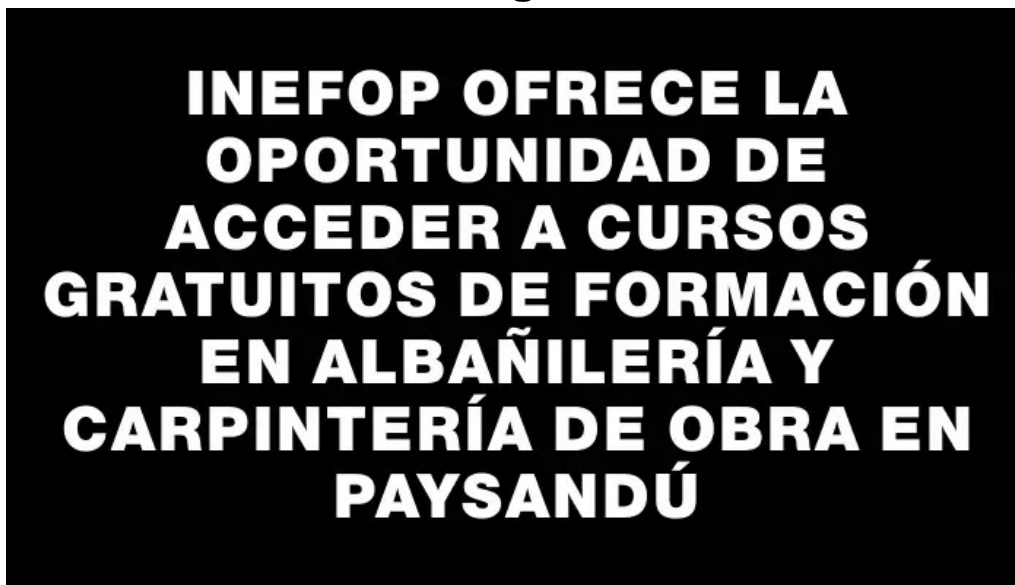 INEFOP OFRECE LA
OPORTUNIDAD DE
ACCEDER A CURSOS
GRATUITOS DE FORMACIÓN
EN ALBAÑILERÍA Y
CARPINTERÍA DE OBRA EN
PAYSANDÚ